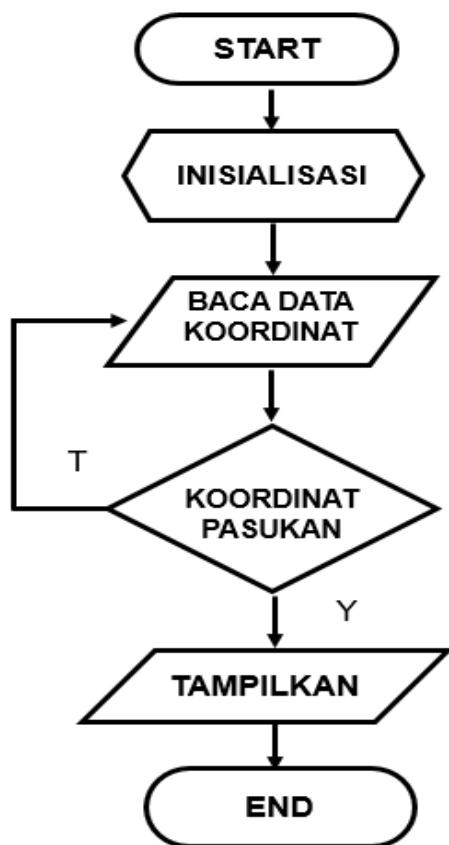 START
INISIALISASI
BACA DATA
KOORDINAT
T
KOORDINAT
PASUKAN
Y
TAMPILKAN
END